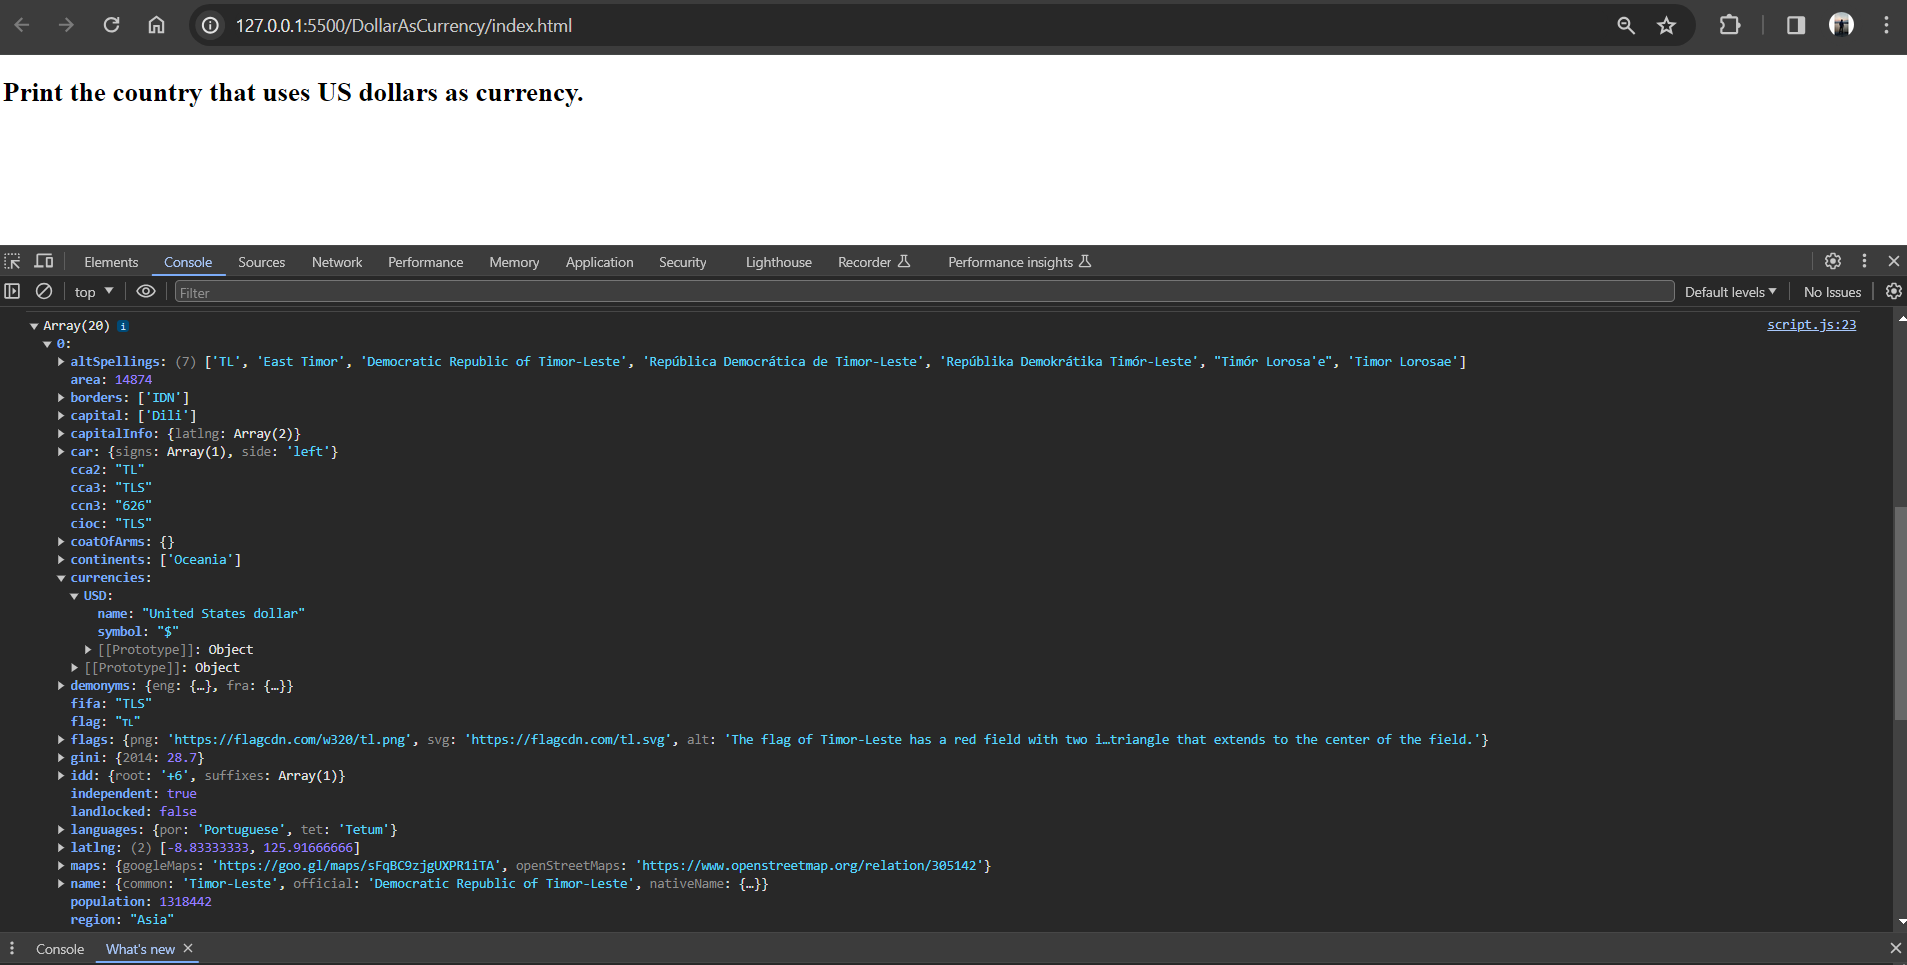 127.0.0.1:5500/DollarAsCurrency/index.html
Print the country that uses US dollars as currency.
Elements Console Sources Network Performance Memory Application Security Lighthouse Recorder Performance insights
top Filter Default levels No Issues
Array(20) i script.js:23
0:
altSpellings: (7) ['TL', 'East Timor', 'Democratic Republic of Timor-Leste', 'República Democrática de Timor-Leste', 'Repúblika Demokrátika Timór-Leste', "Timór Lorosa'e", 'Timor Lorosae']
area: 14874
borders: ['IDN']
capital: ['Dili']
capitalInfo: {latlng: Array(2)}
car: {signs: Array(1), side: 'left'}
cca2: "TL"
cca3: "TLS"
ccn3: "626"
cioc: "TLS"
coatOfArms: {}
continents: ['Oceania']
currencies:
USD:
name: "United States dollar"
symbol: "$"
[[Prototype]]: Object
[[Prototype]]: Object
demonyms: {eng: {…}, fra: {…}}
fifa: "TLS"
flag: "TL"
flags: {png: 'https://flagcdn.com/w320/tl.png', svg: 'https://flagcdn.com/tl.svg', alt: 'The flag of Timor-Leste has a red field with two i…triangle that extends to the center of the field.'}
gini: {2014: 28.7}
idd: {root: '+6', suffixes: Array(1)}
independent: true
landlocked: false
languages: {por: 'Portuguese', tet: 'Tetum'}
latlng: (2) [-8.83333333, 125.91666666]
maps: {googleMaps: 'https://goo.gl/maps/sFqBC9zjgUXPR1iTA', openStreetMaps: 'https://www.openstreetmap.org/relation/305142'}
name: {common: 'Timor-Leste', official: 'Democratic Republic of Timor-Leste', nativeName: {…}}
population: 1318442
region: "Asia"
Console What's new